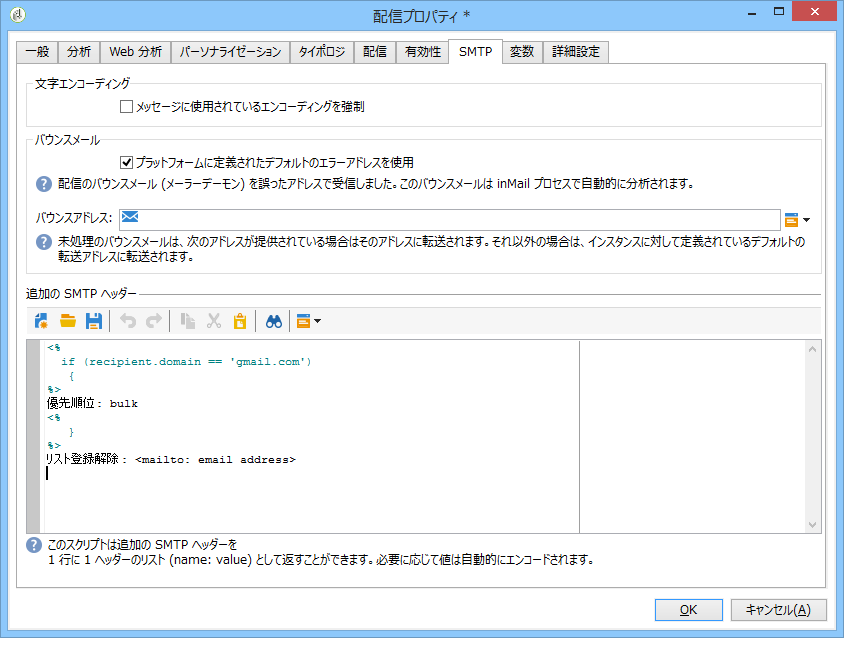 配信プロパティ *
一般 分析 Web 分析 パーソナライゼーション タイポロジ 配信 有効性 SMTP 変数 詳細設定
文字エンコーディング
メッセージに使用されているエンコーディングを強制
バウンスメール
プラットフォームに定義されたデフォルトのエラーアドレスを使用
配信のバウンスメール (メーラーデーモン) を誤ったアドレスで受信しました。このバウンスメールは inMail プロセスで自動的に分析されます。
バウンスアドレス:
未処理のバウンスメールは、次のアドレスが提供されている場合はそのアドレスに転送されます。それ以外の場合は、インスタンスに対して定義されているデフォルトの
転送アドレスに転送されます。
追加の SMTP ヘッダー
<%
if (recipient.domain == 'gmail.com')
{
%>
優先順位: bulk
<%
}
%>
リスト登録解除: <mailto: email address>
このスクリプトは追加の SMTP ヘッダーを
1 行に 1 ヘッダーのリスト (name: value) として返すことができます。必要に応じて値は自動的にエンコードされます。
OK キャンセル(A)